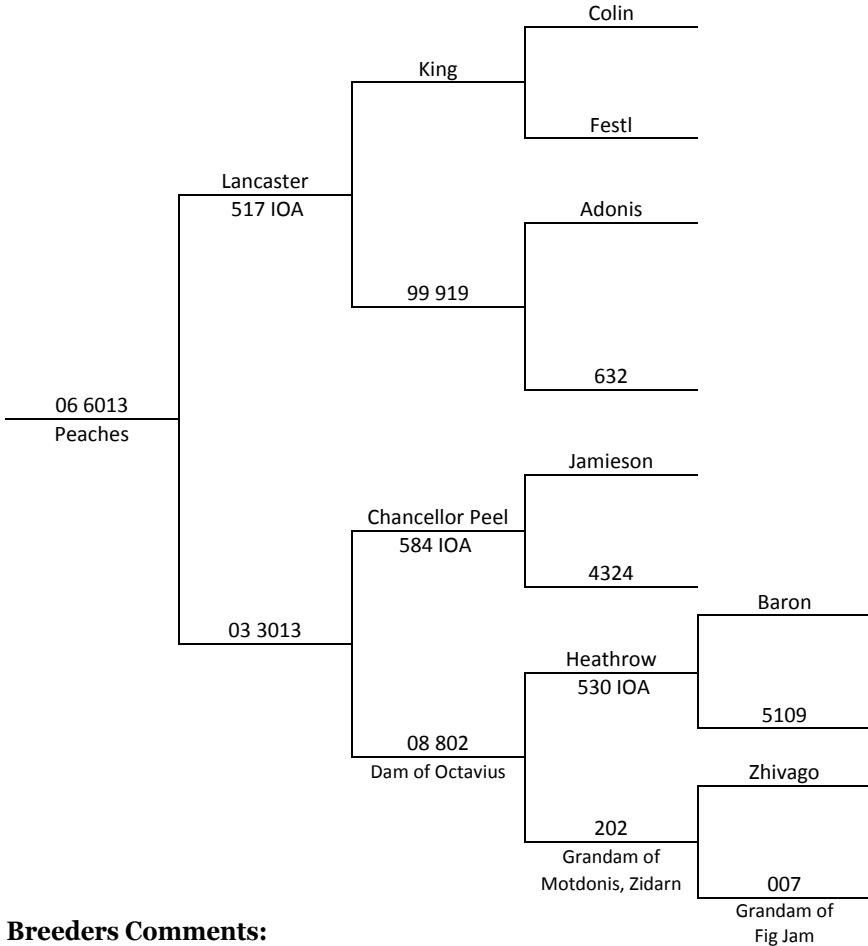 Colin
King
Festl
Lancaster
517 IOA
Adonis
99 919
632
06 6013
Peaches
Jamieson
Chancellor Peel
584 IOA
4324
Baron
03 3013
Heathrow
530 IOA
5109
08 802
Dam of Octavius
Zhivago
202
Grandam of
Motdonis, Zidarn
007
Grandam of
Fig Jam
Breeders Comments: